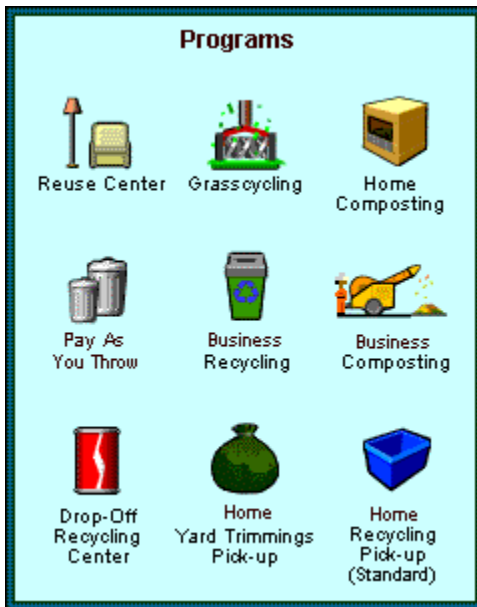 Programs
Reuse Center
Grasscycling
Home
Composting
Pay As
You Throw
Business
Recycling
Business
Composting
Drop-Off
Recycling
Center
Home
Yard Trimmings
Pick-up
Home
Recycling
Pick-up
(Standard)